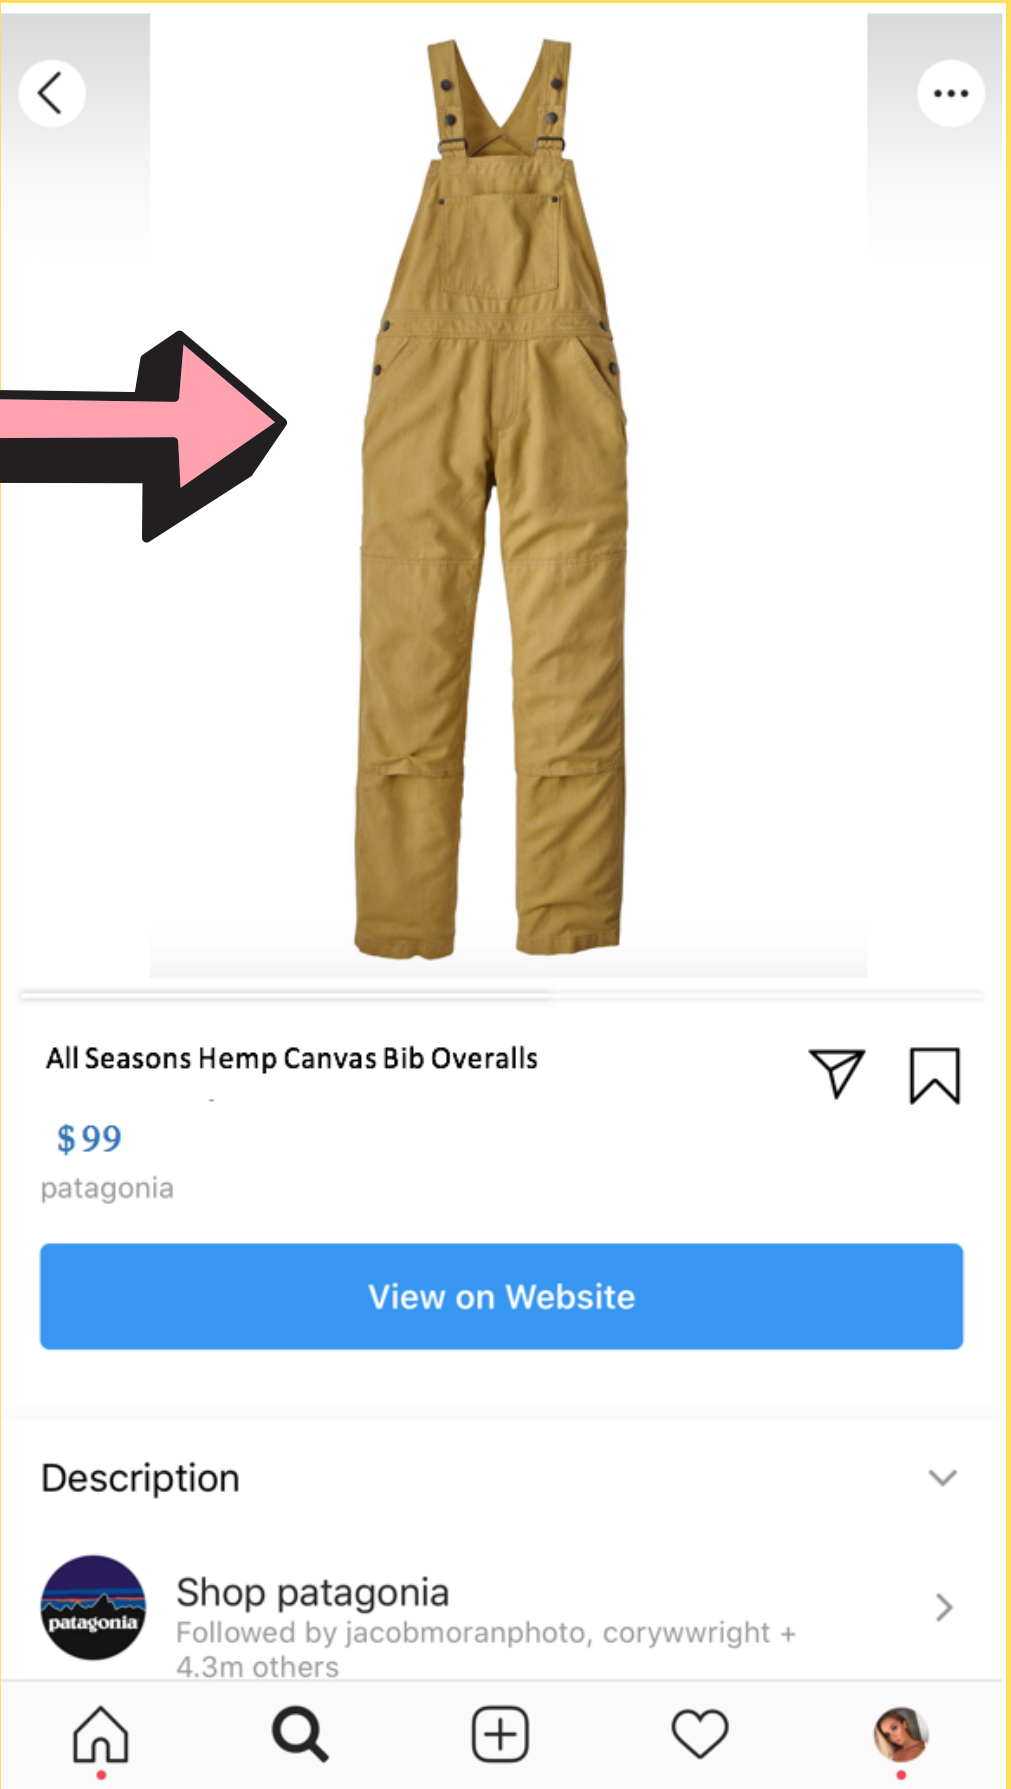 All Seasons Hemp Canvas Bib Overalls
$99
patagonia
View on Website
Description
patagonia
Shop patagonia
Followed by jacobmoranphoto, corywwright +
4.3m others